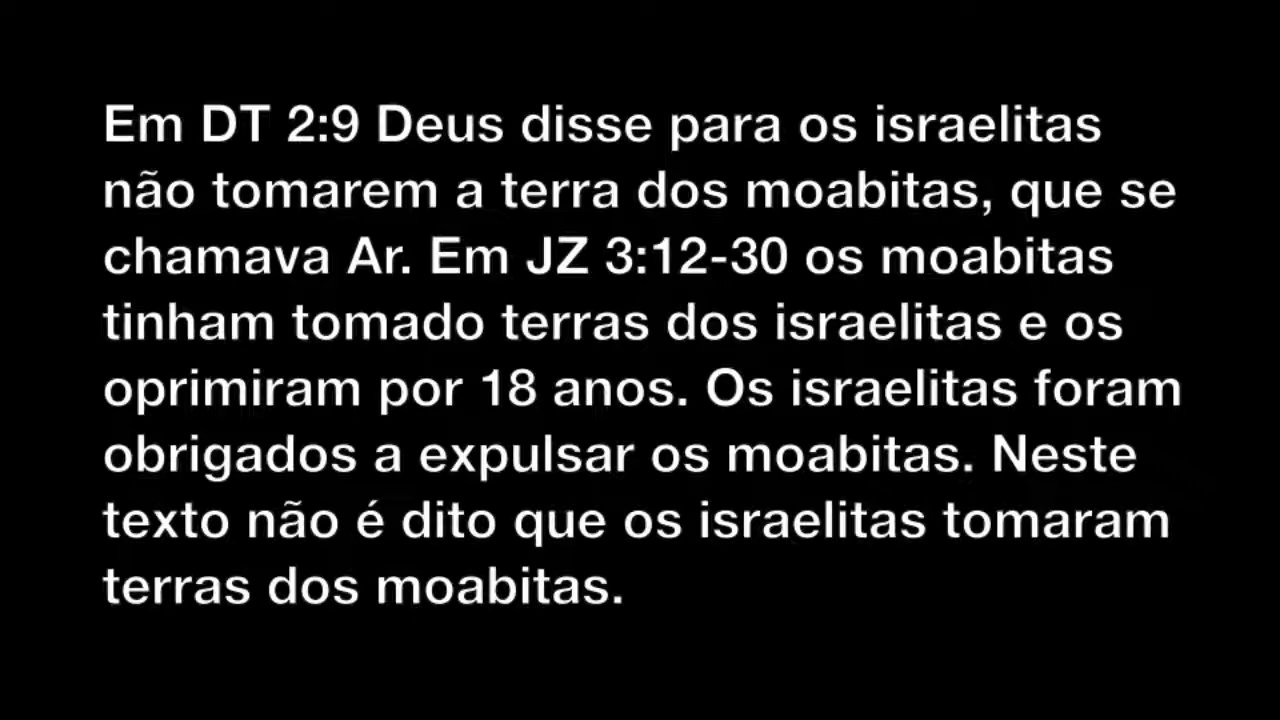 Em DT 2:9 Deus disse para os israelitas
não tomarem a terra dos moabitas, que se
chamava Ar. Em JZ 3:12-30 os moabitas
tinham tomado terras dos israelitas e os
oprimiram por 18 anos. Os israelitas foram
obrigados a expulsar os moabitas. Neste
texto não é dito que os israelitas tomaram
terras dos moabitas.